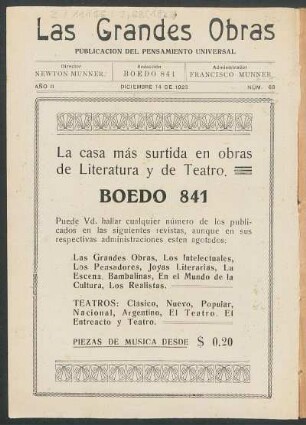 Las Grandes Obras
PUBLICACION DEL PENSAMIENTO UNIVERSAL
Director
NEWTON MUNNER.
Redacción
BOEDO 841
Administrador
FRANCISCO MUNNER
AÑO II
DICIEMBRE 14 DE 1923
NÚM. 69
La casa más surtida en obras
de Literatura y de Teatro.
BOEDO 841
Puede Vd. hallar cualquier número de los publi-
cados en las siguientes revistas, aunque en sus
respectivas administraciones esten agotados:
Las Grandes Obras, Los Intelectuales,
Los Pensadores, Joyas Literarias, La
Escena. Bambalinas, En el Mundo de la
Cultura, Los Realistas.
TEATROS: Clásico, Nuevo, Popular,
Nacional, Argentino, El Teatro. El
Entreacto y Teatro.
PIEZAS DE MUSICA DESDE $ 0,20